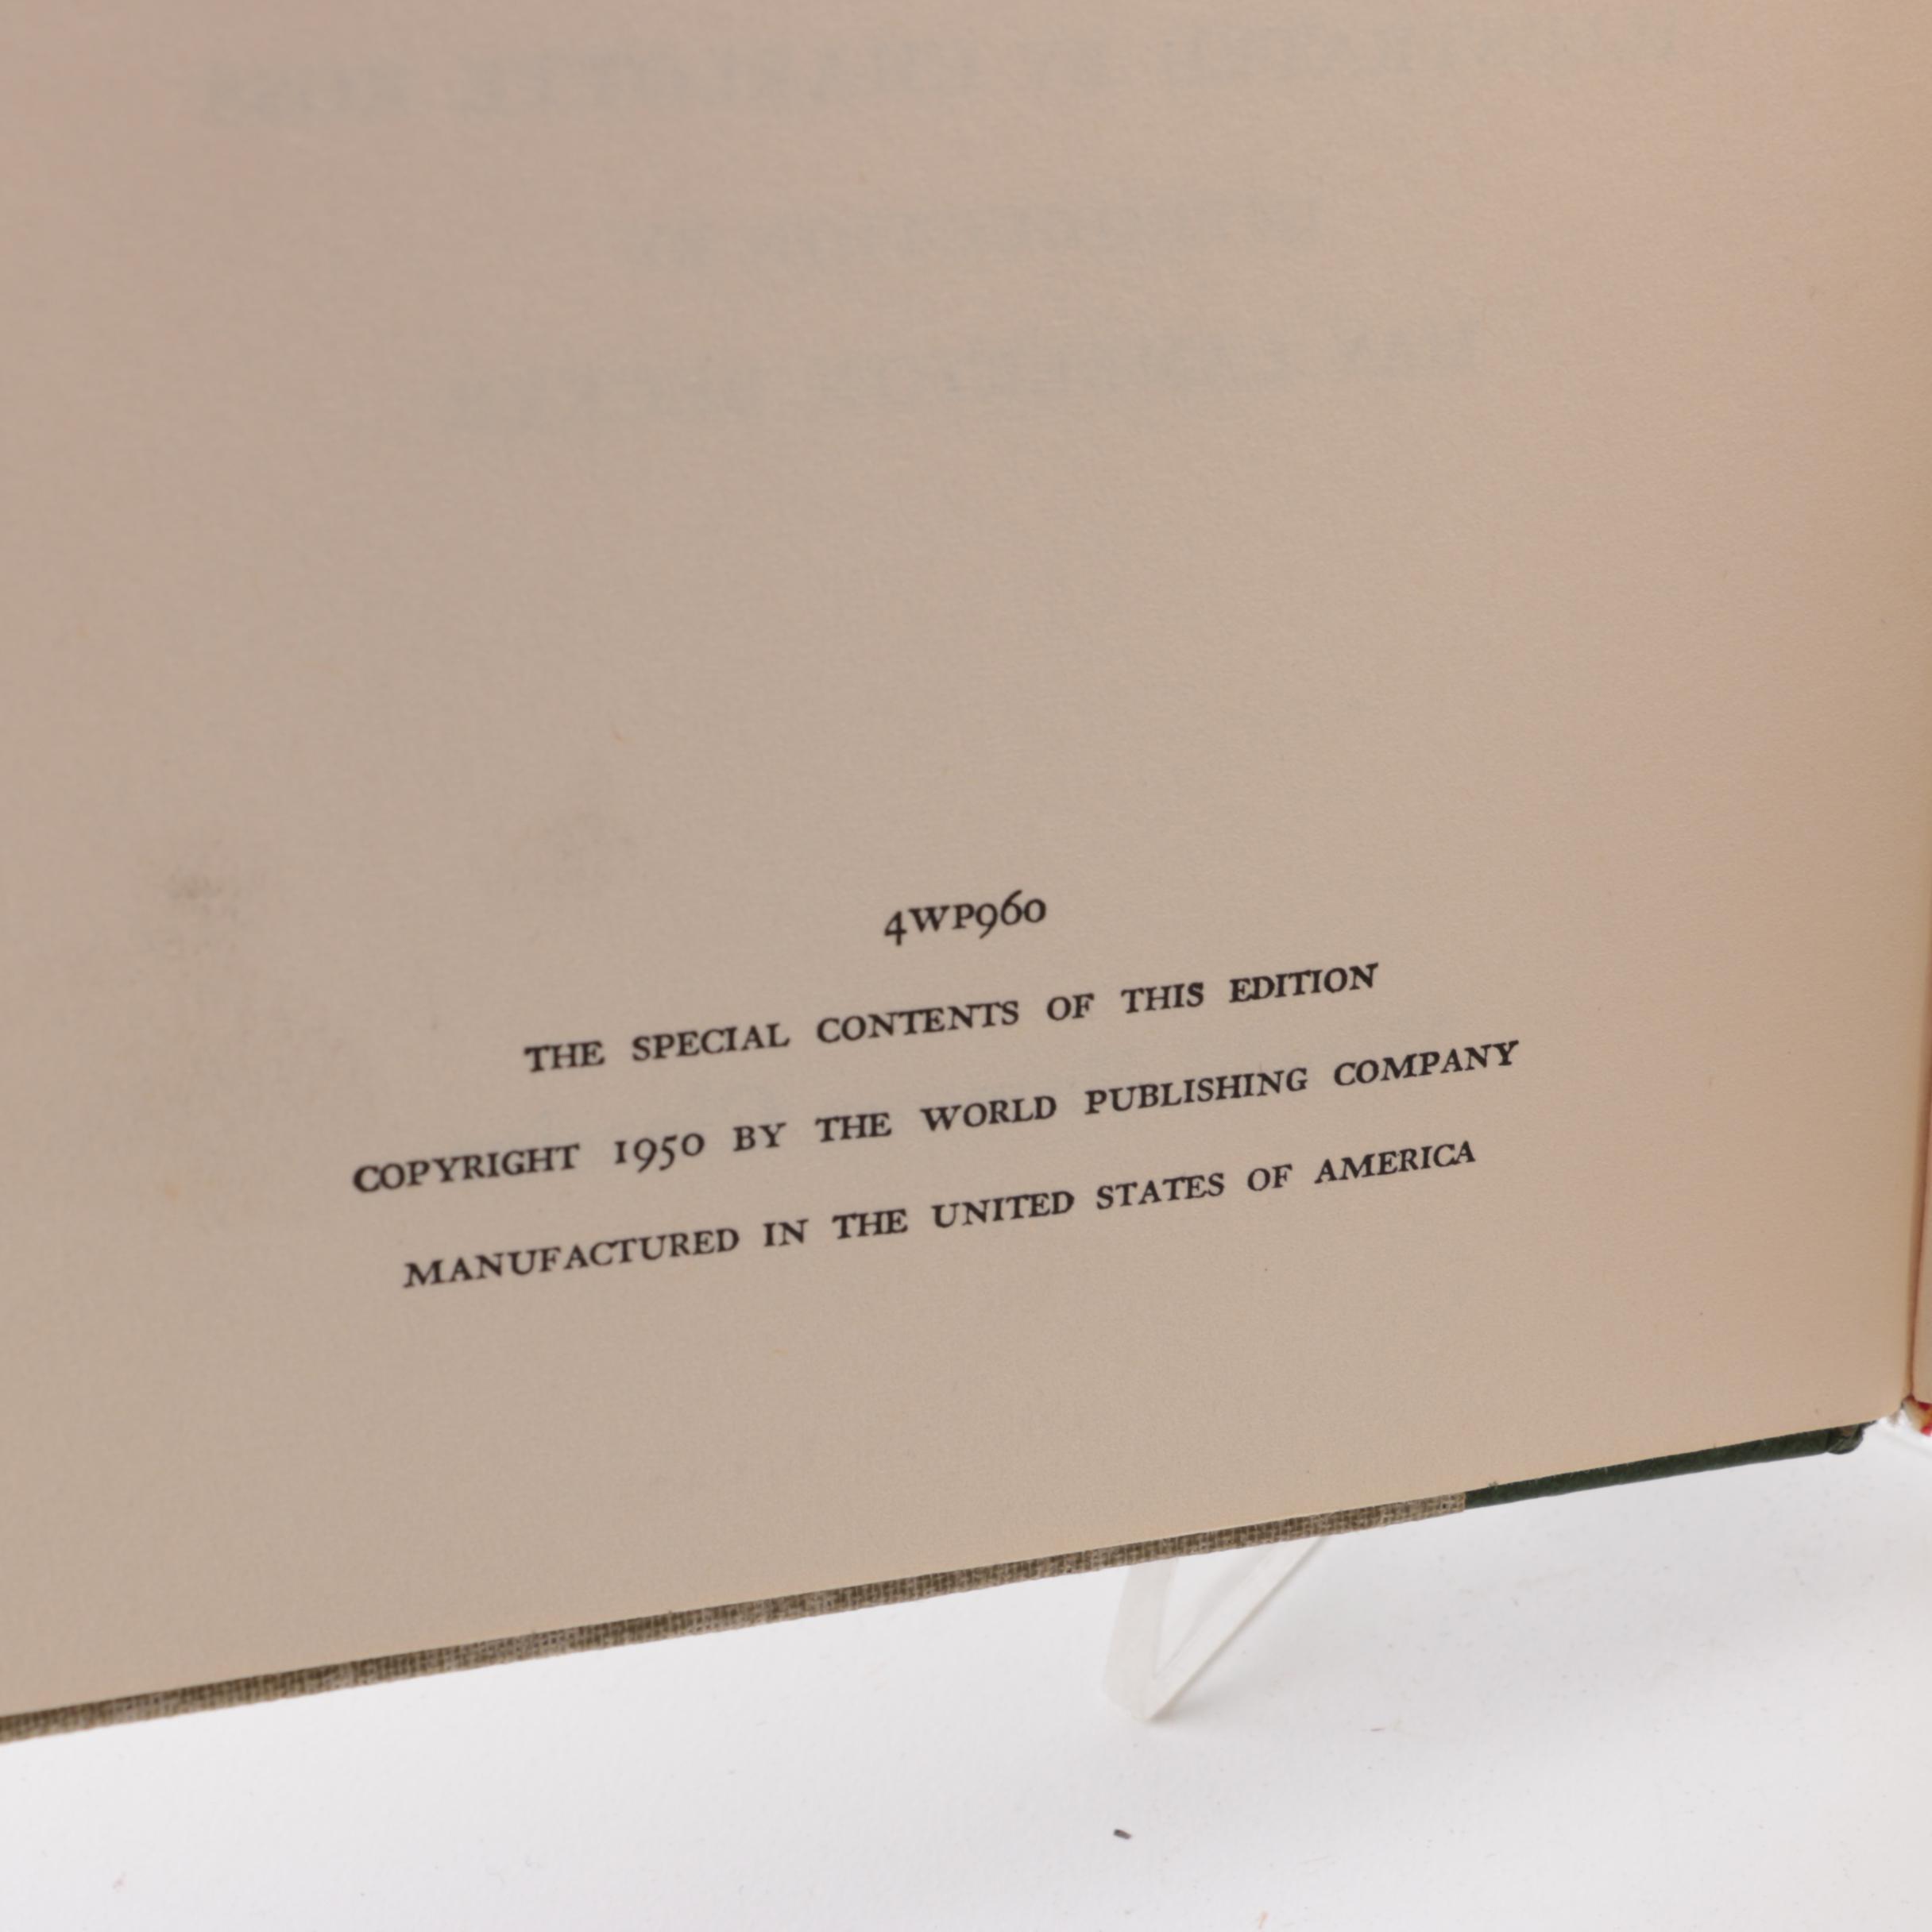 4WP960
THE SPECIAL CONTENTS OF THIS EDITION
COPYRIGHT 1950 BY THE WORLD PUBLISHING COMPANY
MANUFACTURED IN THE UNITED STATES OF AMERICA